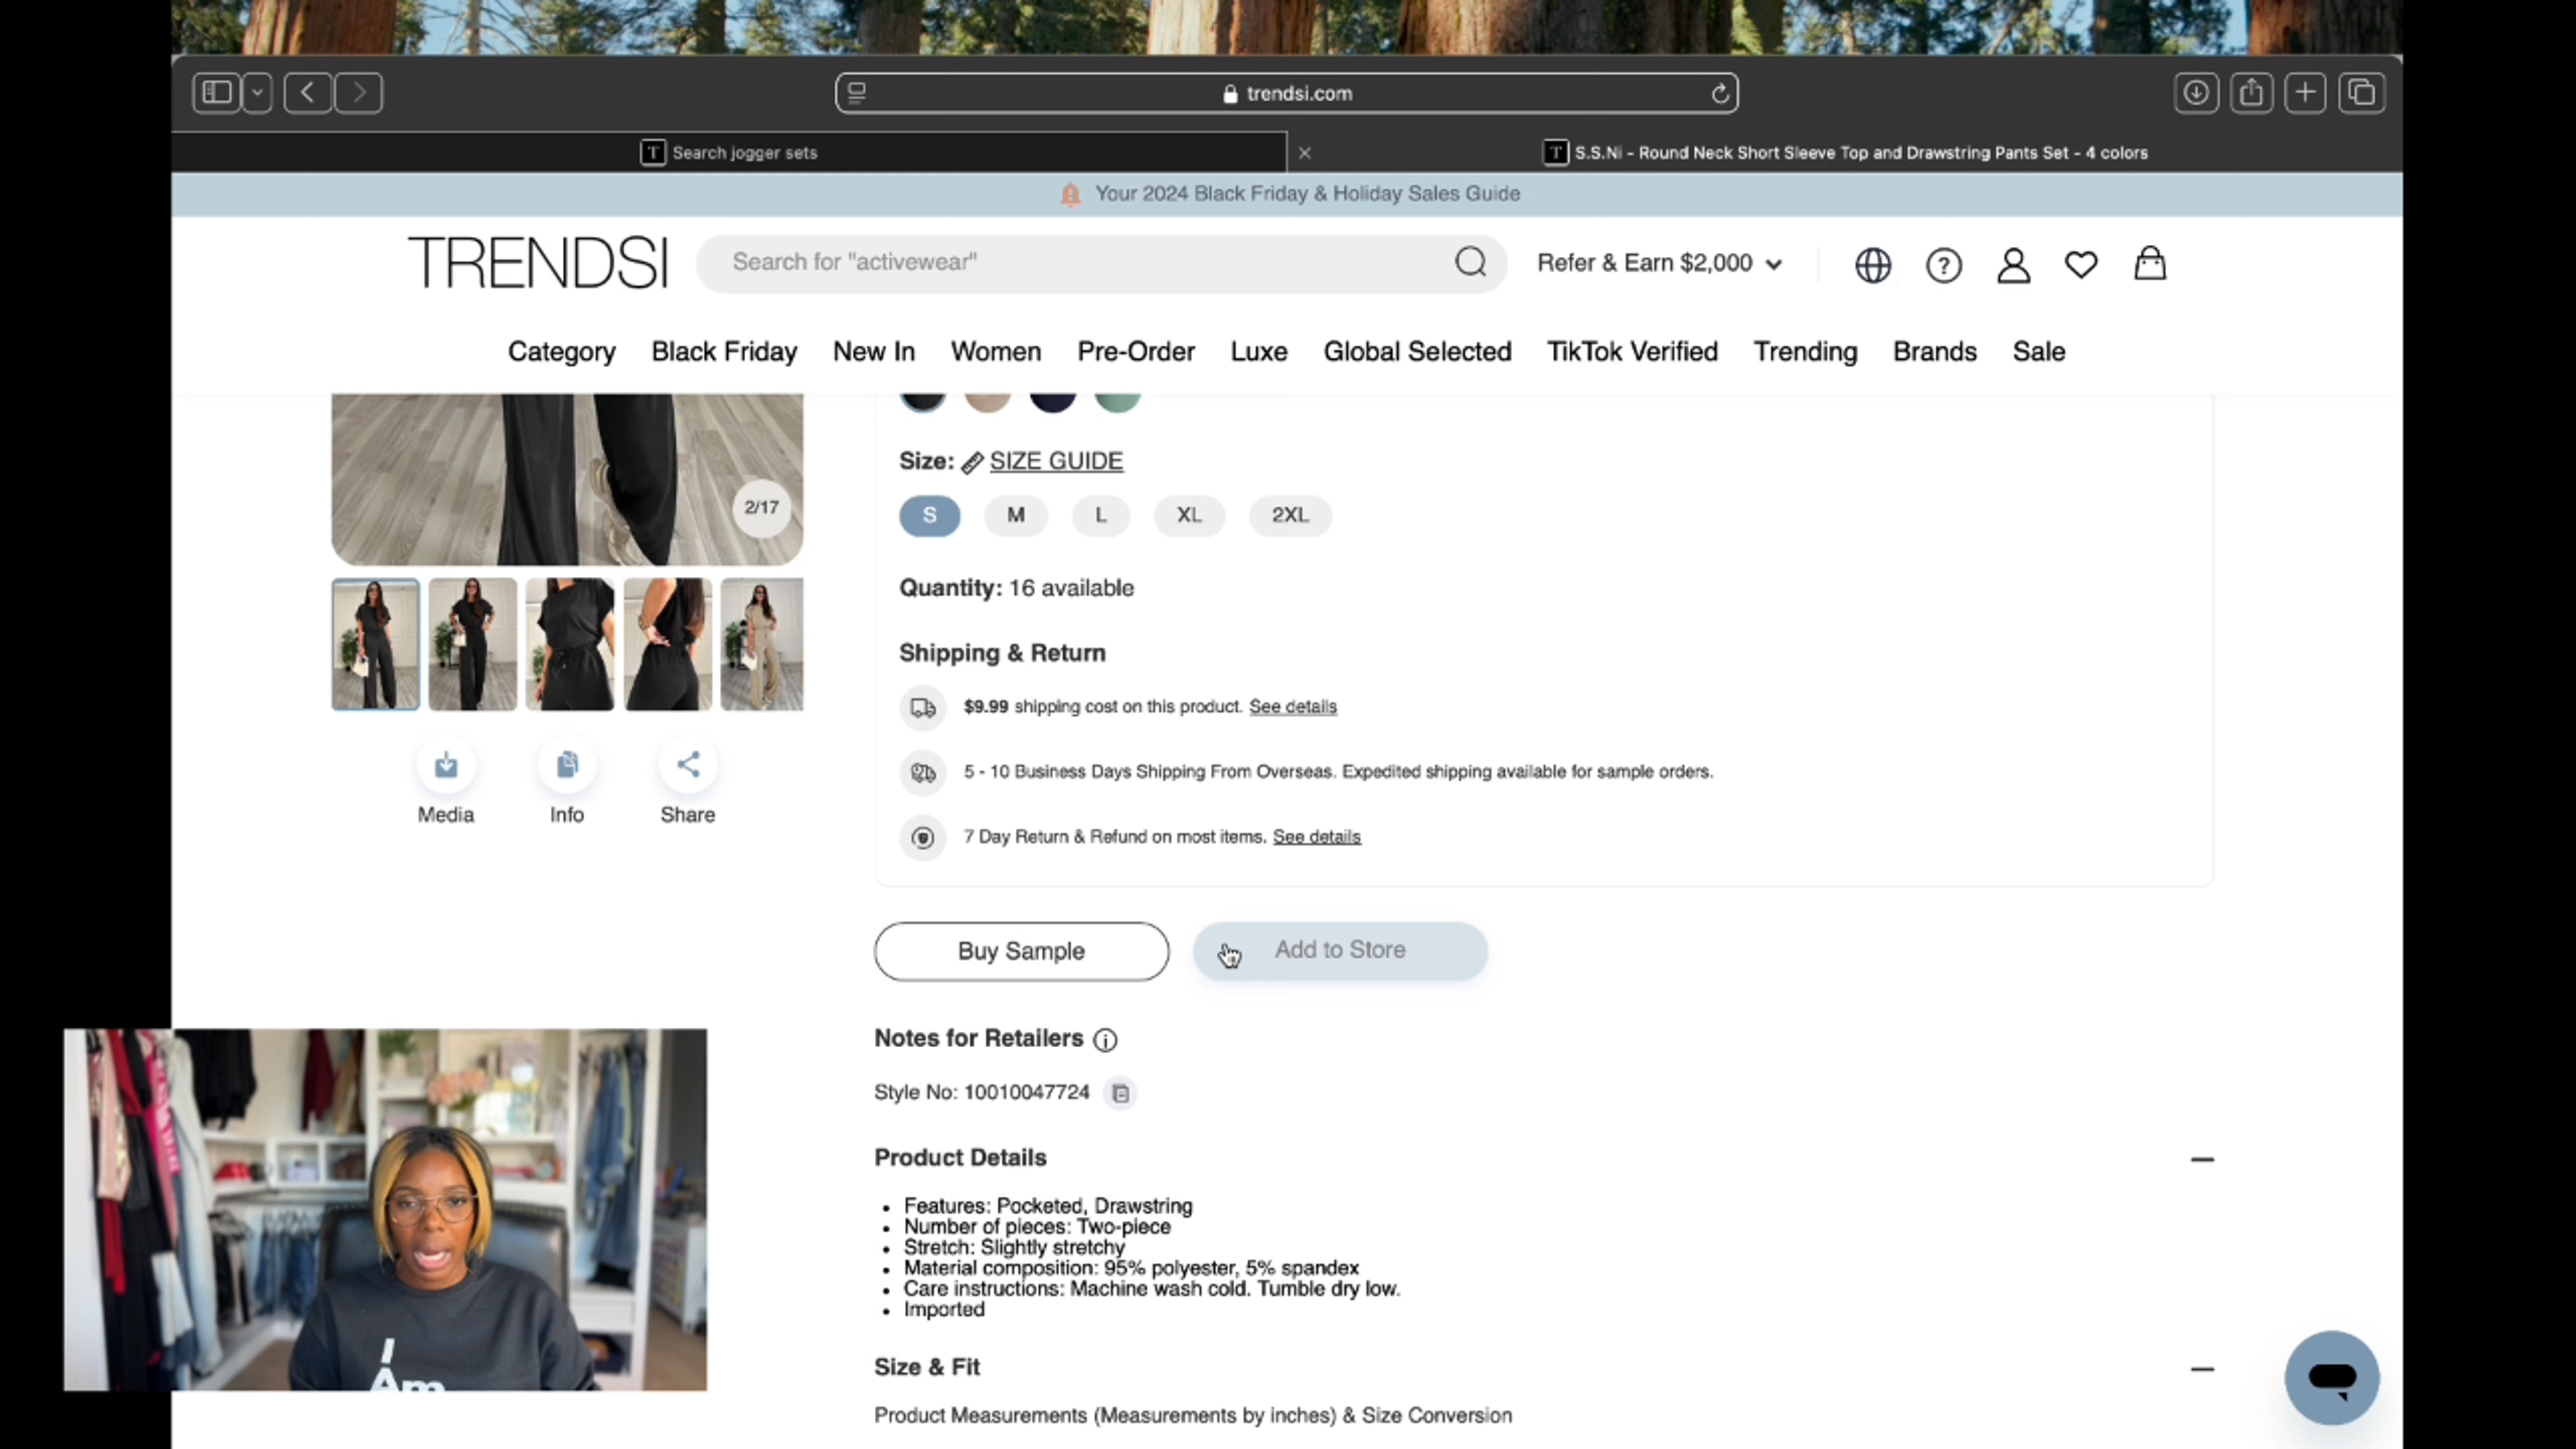 trendsi.com
Search jogger sets
S.S.Ni - Round Neck Short Sleeve Top and Drawstring Pants Set - 4 colors
Your 2024 Black Friday & Holiday Sales Guide
TRENDSI
Search for "activewear"
Refer & Earn $2,000
Category Black Friday New In Women Pre-Order Luxe Global Selected TikTok Verified Trending Brands Sale
2/17
Size: SIZE GUIDE
S M L XL 2XL
Quantity: 16 available
Shipping & Return
$9.99 shipping cost on this product. See details
5 - 10 Business Days Shipping From Overseas. Expedited shipping available for sample orders.
7 Day Return & Refund on most items. See details
Media Info Share
Buy Sample
Add to Store
Notes for Retailers
Style No: 10010047724
Product Details
• Features: Pocketed, Drawstring
• Number of pieces: Two-piece
• Stretch: Slightly stretchy
• Material composition: 95% polyester, 5% spandex
• Care instructions: Machine wash cold. Tumble dry low.
• Imported
Size & Fit
Product Measurements (Measurements by inches) & Size Conversion
I
Am